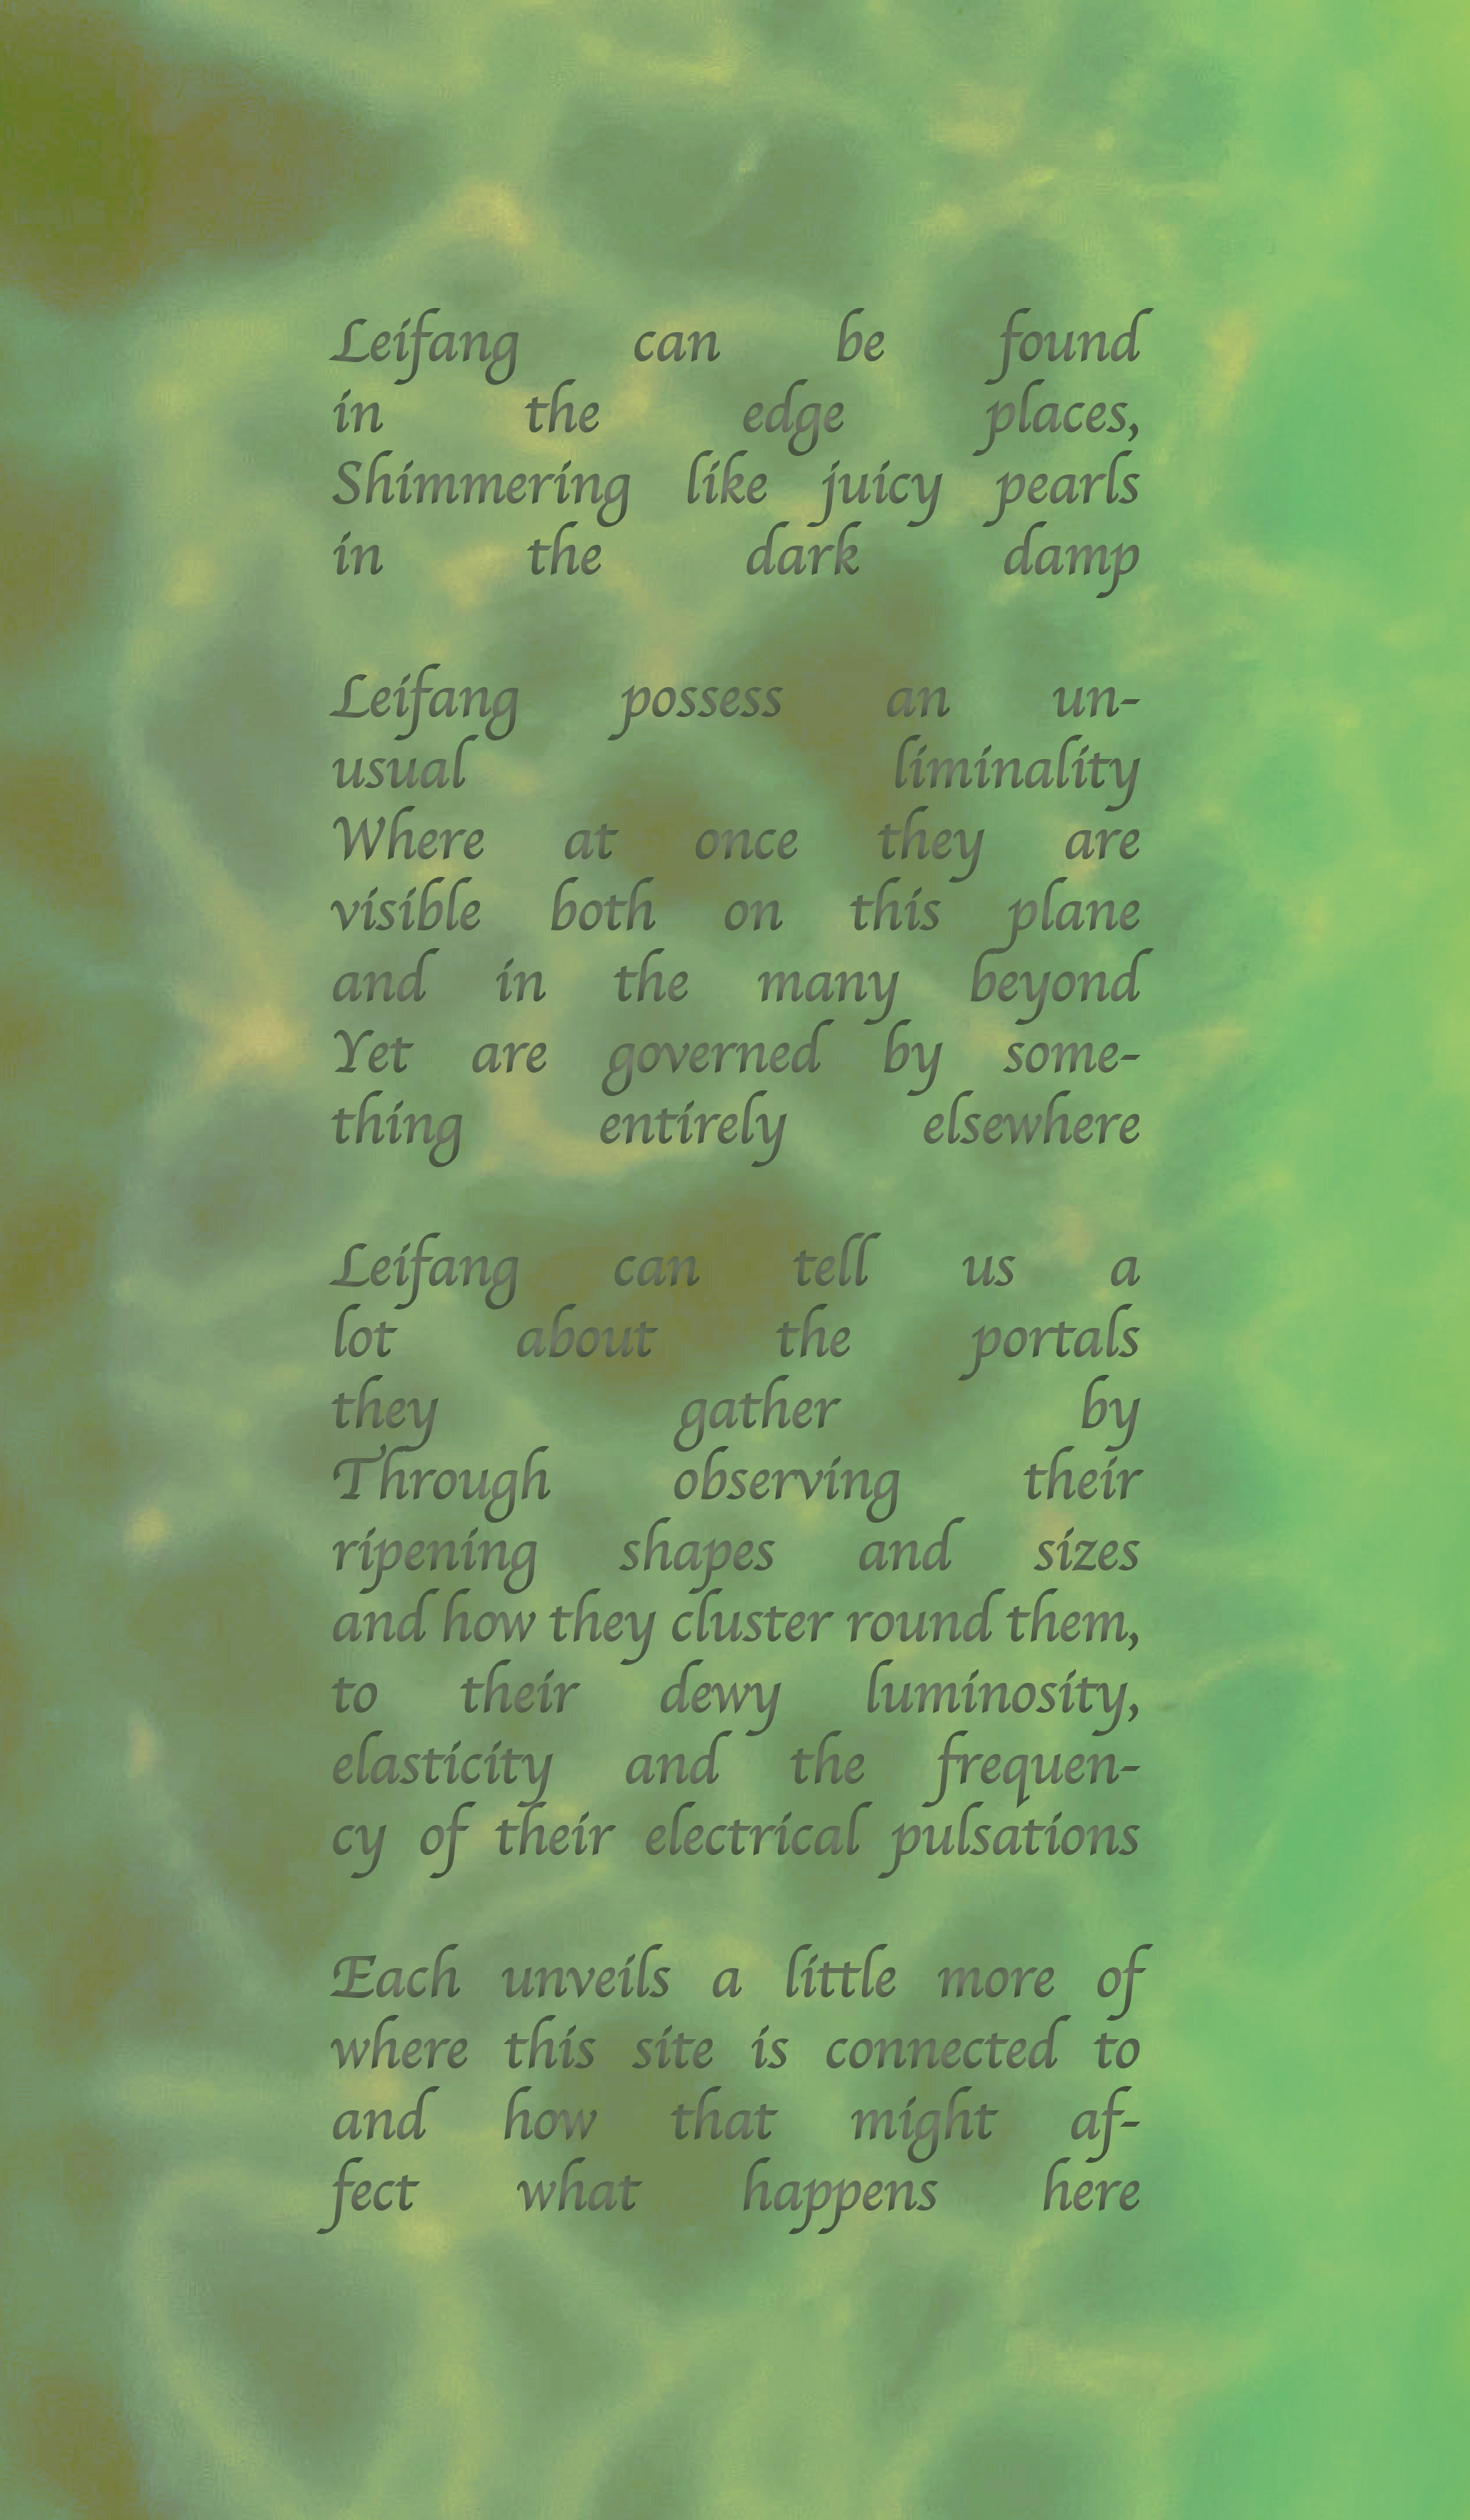 Leifang can be found
in the edge places,
Shimmering like juicy pearls
in the dark damp
Leifang possess an un-
usual liminality
Where at once they are
visible both on this plane
and in the many beyond
Yet are governed by some-
thing entirely elsewhere
Leifang can tell us a
lot about the portals
they gather by
Through observing their
ripening shapes and sizes
and how they cluster round them,
to their dewy luminosity,
elasticity and the frequen-
cy of their electrical pulsations
Each unveils a little more of
where this site is connected to
and how that might af-
fect what happens here